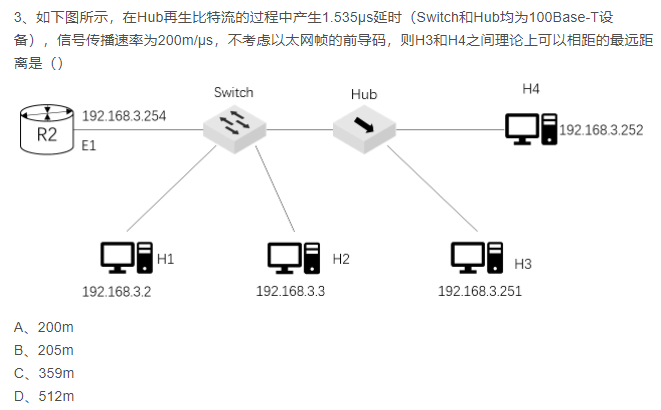 3、如下图所示，在Hub再生比特流的过程中产生1.535μs延时（Switch和Hub均为100Base-T设
备），信号传播速率为200m/μs，不考虑以太网帧的前导码，则H3和H4之间理论上可以相距的最远距
离是（）
Switch
Hub
H4
192.168.3.254
R2
E1
192.168.3.252
H1
H2
H3
192.168.3.2
192.168.3.3
192.168.3.251
A、200m
B、205m
C、359m
D、512m